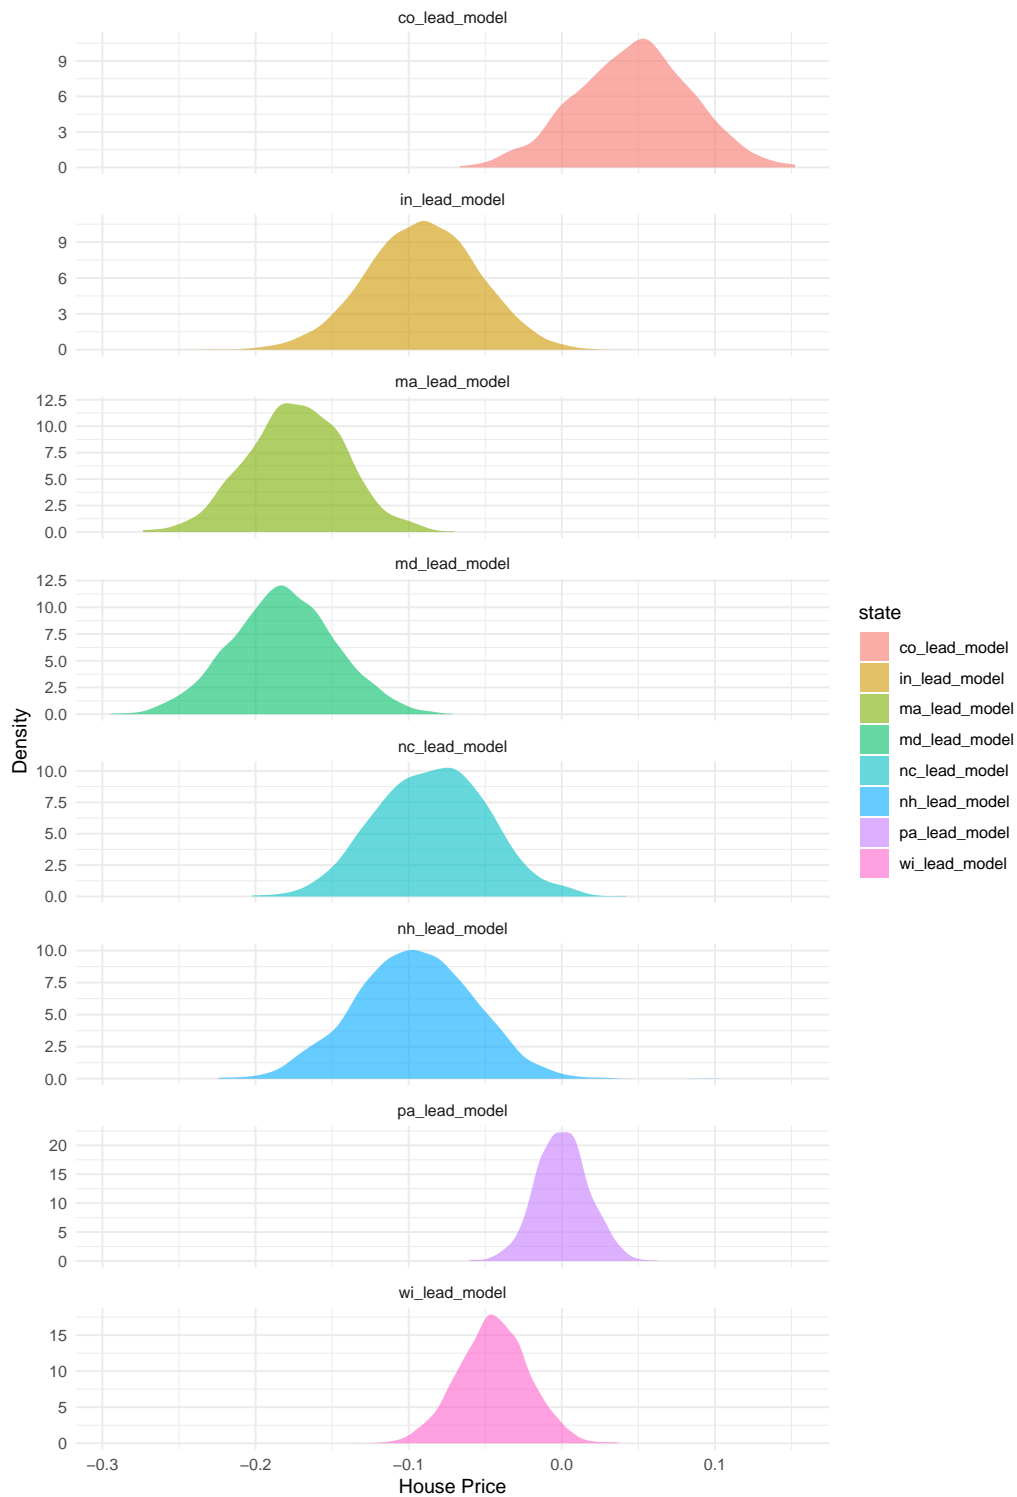 co_lead_model
9
6
3
0
in_lead_model
9
6
3
0
ma_lead_model
12.5
10.0
7.5
5.0
2.5
0.0
md_lead_model
12.5
10.0
7.5
5.0
2.5
0.0
nc_lead_model
10.0
7.5
5.0
2.5
0.0
nh_lead_model
10.0
7.5
5.0
2.5
0.0
pa_lead_model
20
15
10
5
0
wi_lead_model
15
10
5
0
−0.3 −0.2 −0.1 0.0 0.1
House Price
Density
state
co_lead_model
in_lead_model
ma_lead_model
md_lead_model
nc_lead_model
nh_lead_model
pa_lead_model
wi_lead_model